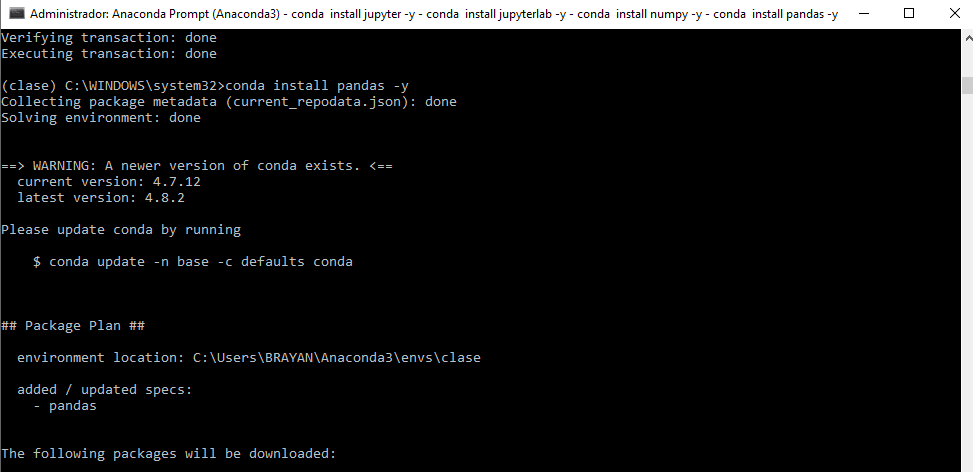 Administrador: Anaconda Prompt (Anaconda3) - conda install jupyter -y - conda install jupyterlab -y - conda install numpy -y - conda install pandas -y
Verifying transaction: done
Executing transaction: done
(clase) C:\WINDOWS\system32>conda install pandas -y
Collecting package metadata (current_repodata.json): done
Solving environment: done
==> WARNING: A newer version of conda exists. <==
current version: 4.7.12
latest version: 4.8.2
Please update conda by running
$ conda update -n base -c defaults conda
## Package Plan ##
environment location: C:\Users\BRAYAN\Anaconda3\envs\clase
added / updated specs:
- pandas
The following packages will be downloaded: